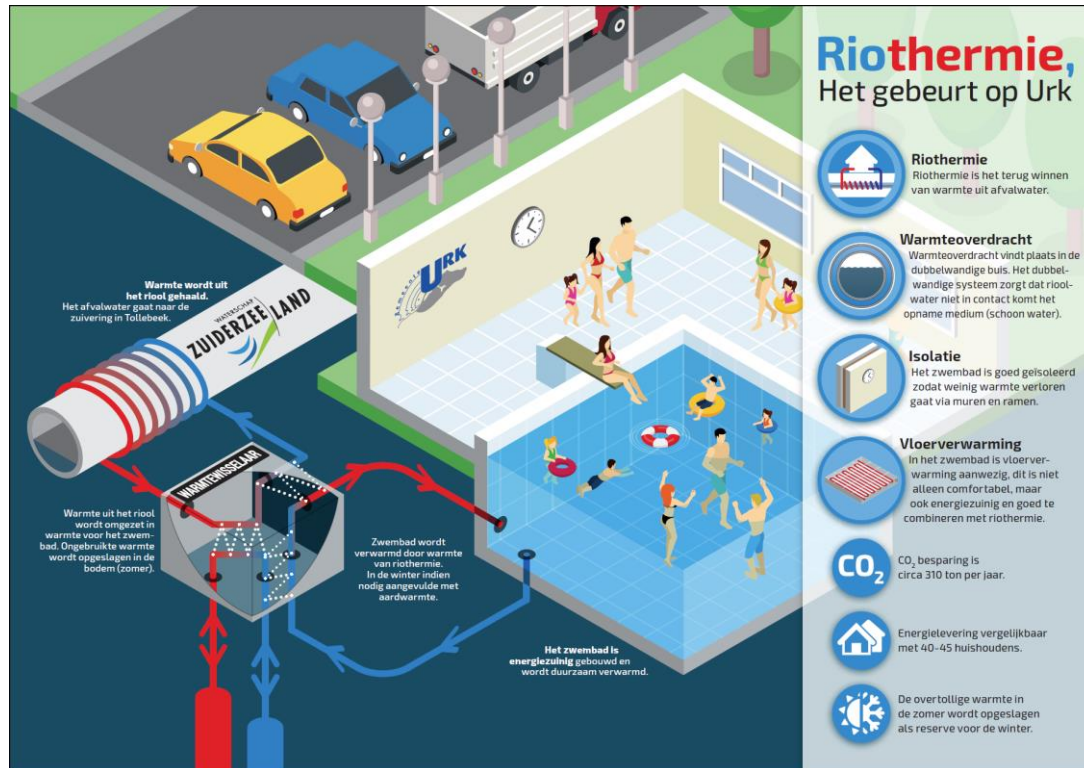 Riothermie,
Het gebeurt op Urk
Riothermie
Riothermie is het terug winnen
van warmte uit afvalwater.
Warmteoverdracht
Warmteoverdracht vindt plaats in de
dubbelwandige buis. Het dubbel-
wandige systeem zorgt dat riool-
water niet in contact komt het
opname medium (schoon water).
Isolatie
Het zwembad is goed geïsoleerd
zodat weinig warmte verloren
gaat via muren en ramen.
Vloerverwarming
In het zwembad is vloerver-
warming aanwezig, dit is niet
alleen comfortabel, maar
ook energiezuinig en goed te
combineren met riothermie.
CO₂
CO₂ besparing is
circa 310 ton per jaar.
Energielevering vergelijkbaar
met 40-45 huishoudens.
De overtollige warmte in
de zomer wordt opgeslagen
als reserve voor de winter.
Gemeente
URK
Warmte wordt uit
het riool gehaald.
Het afvalwater gaat naar de
zuivering in Tollebeek.
WATERSCHAP
ZUIDERZEELAND
WARMTEWISSELAAR
Warmte uit het riool
wordt omgezet in
warmte voor het zwem-
bad. Ongebruikte warmte
wordt opgeslagen in de
bodem (zomer).
Zwembad wordt
verwarmd door warmte
van riothermie.
In de winter indien
nodig aangevulde met
aardwarmte.
Het zwembad is
energiezuinig gebouwd en
wordt duurzaam verwarmd.